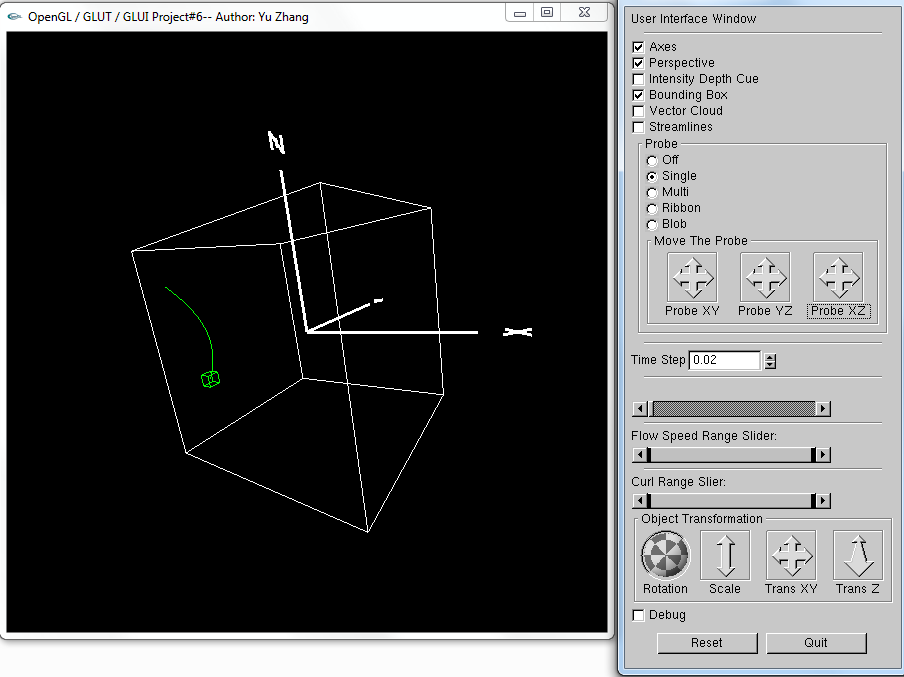 OpenGL / GLUT / GLUI Project#6-- Author: Yu Zhang
Z
X
User Interface Window
Axes
Perspective
Intensity Depth Cue
Bounding Box
Vector Cloud
Streamlines
Probe
Off
Single
Multi
Ribbon
Blob
Move The Probe
Probe XY
Probe YZ
Probe XZ
Time Step 0.02
Flow Speed Range Slider:
Curl Range Slier:
Object Transformation
Rotation
Scale
Trans XY
Trans Z
Debug
Reset
Quit